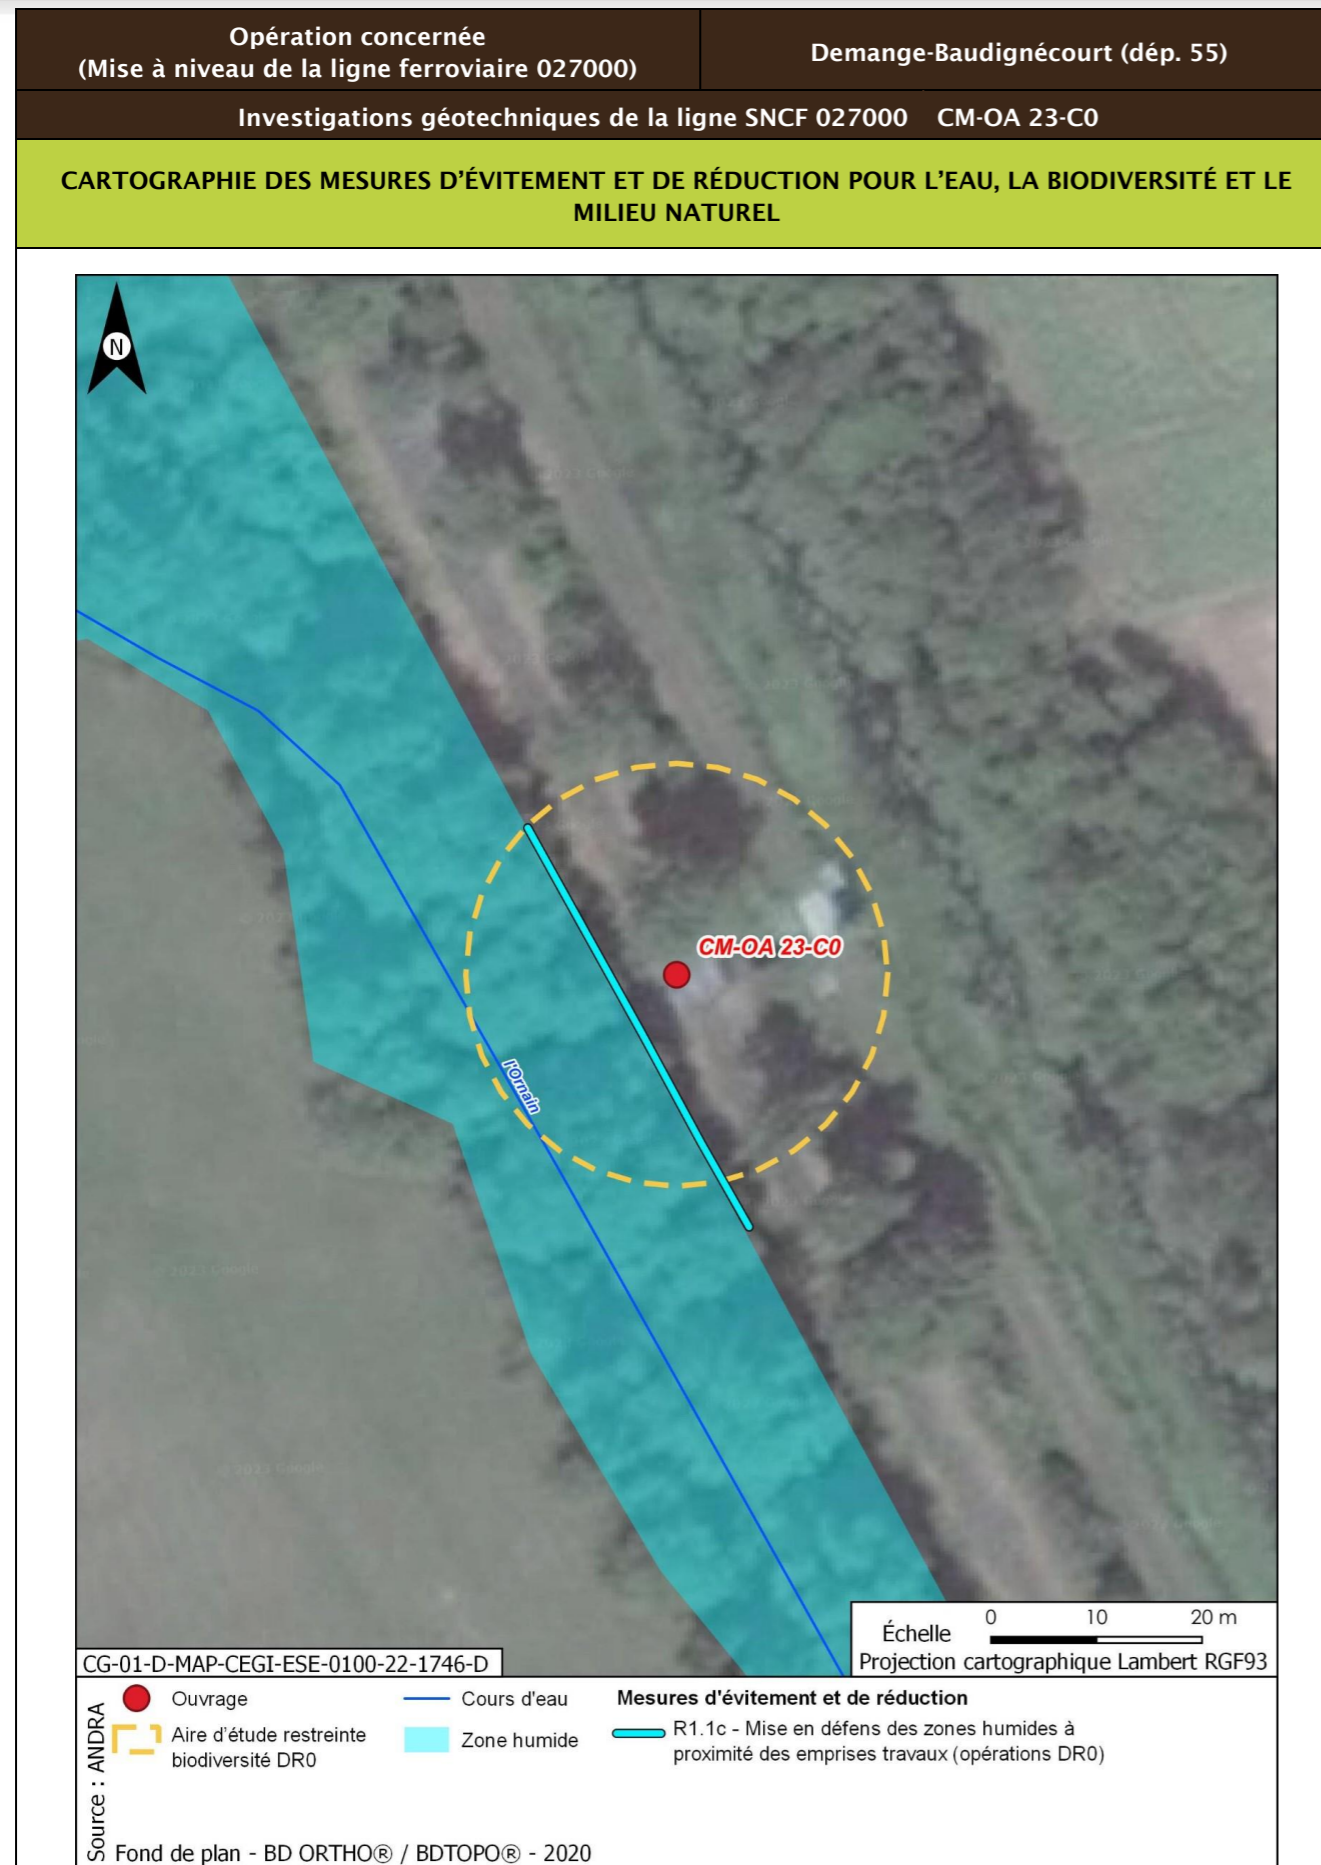 Opération concernée
(Mise à niveau de la ligne ferroviaire 027000)
Demange-Baudignécourt (dép. 55)
Investigations géotechniques de la ligne SNCF 027000 CM-OA 23-C0
CARTOGRAPHIE DES MESURES D'ÉVITEMENT ET DE RÉDUCTION POUR L'EAU, LA BIODIVERSITÉ ET LE
MILIEU NATUREL
N
CM-OA 23-C0
l'Ornain
Échelle 0 10 20 m
Projection cartographique Lambert RGF93
CG-01-D-MAP-CEGI-ESE-0100-22-1746-D
Source : ANDRA
Ouvrage
Aire d'étude restreinte
biodiversité DR0
Cours d'eau
Zone humide
Mesures d'évitement et de réduction
R1.1c - Mise en défens des zones humides à
proximité des emprises travaux (opérations DR0)
Fond de plan - BD ORTHO® / BDTOPO® - 2020